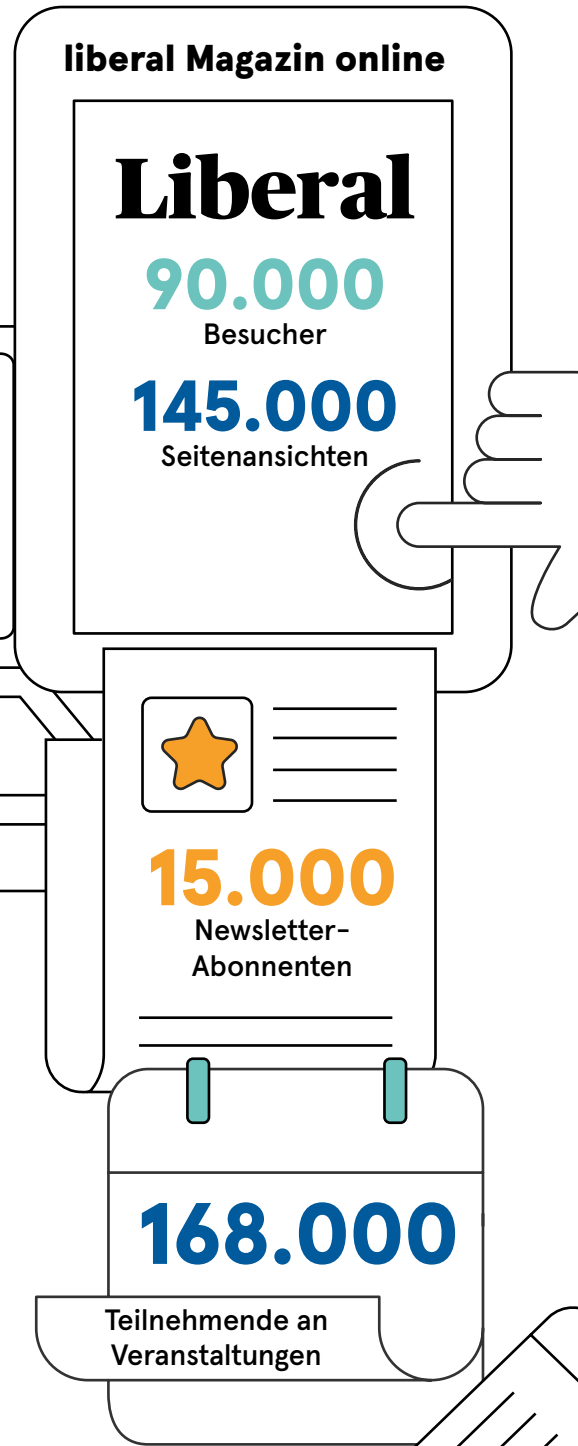 liberal Magazin online
Liberal
90.000
Besucher
145.000
Seitenansichten
15.000
Newsletter-
Abonnenten
168.000
Teilnehmende an
Veranstaltungen